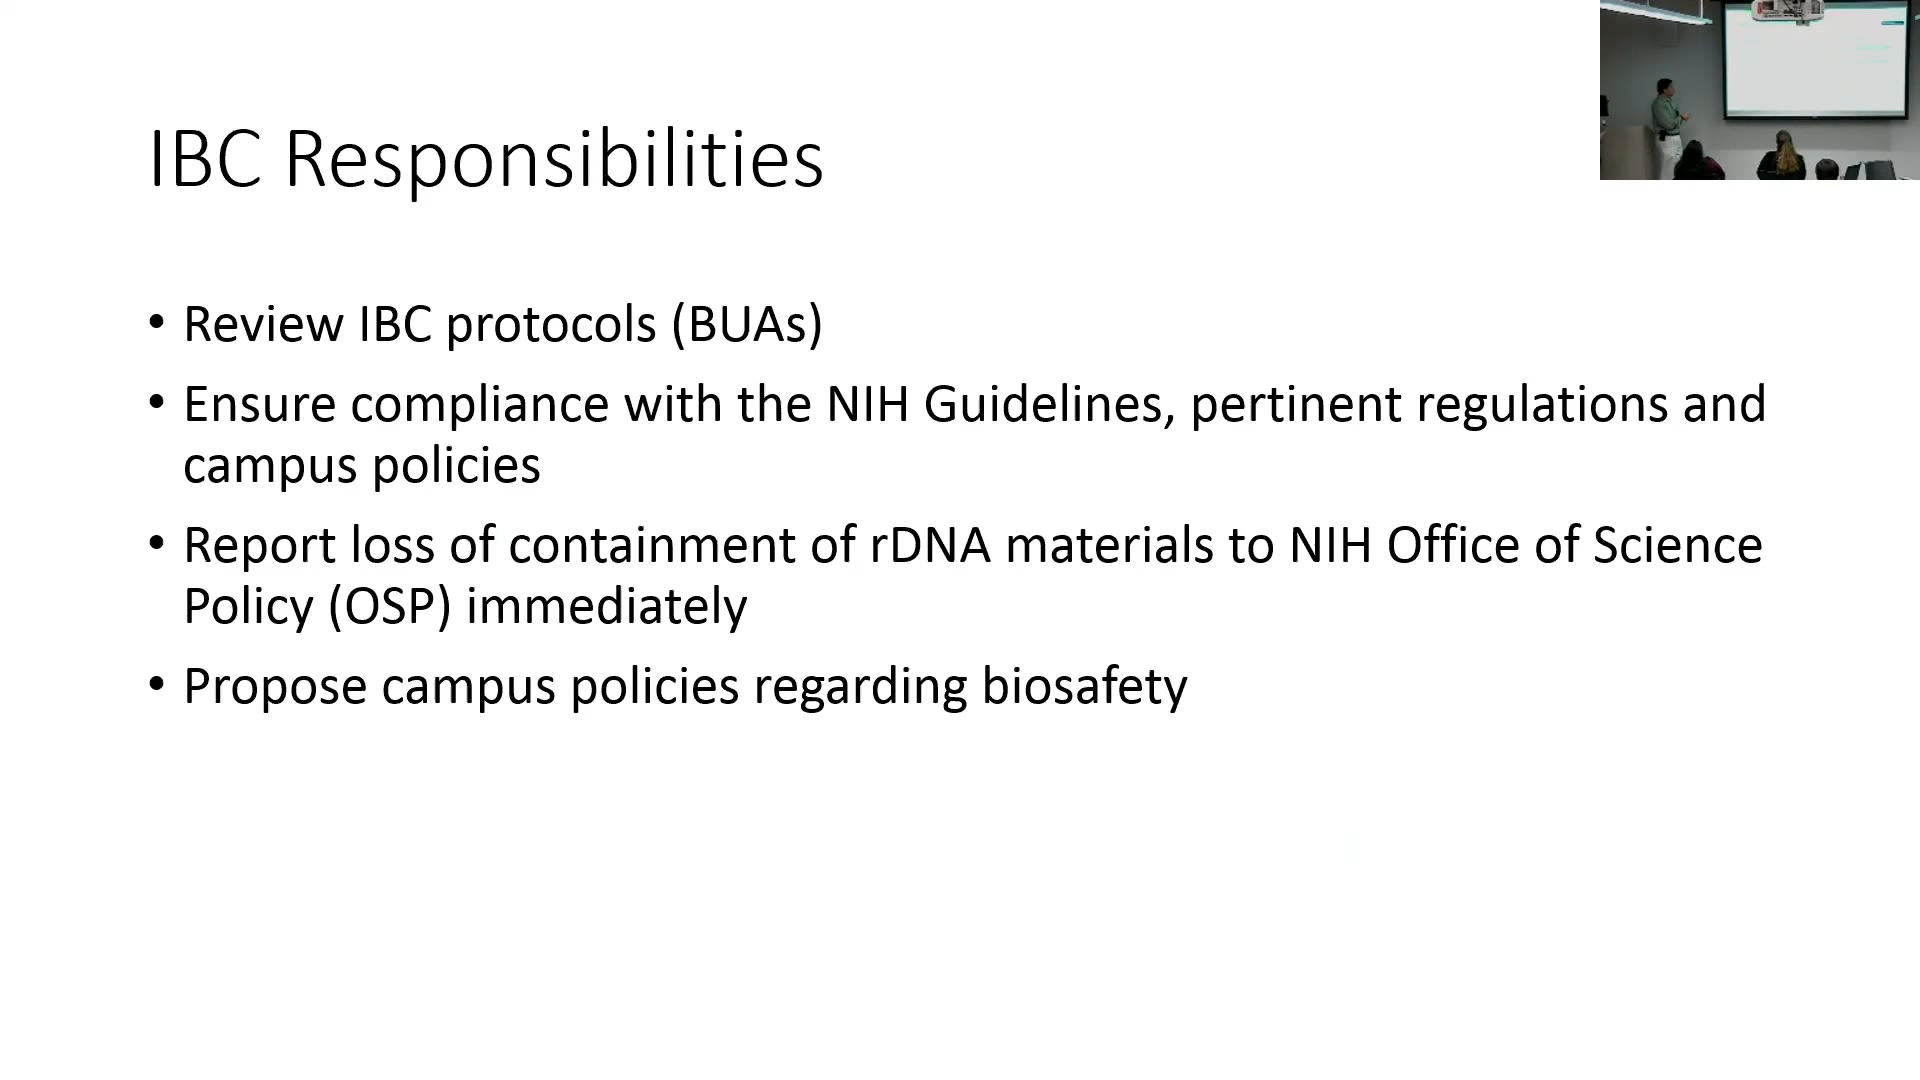 IBC Responsibilities
• Review IBC protocols (BUAs)
• Ensure compliance with the NIH Guidelines, pertinent regulations and
campus policies
• Report loss of containment of rDNA materials to NIH Office of Science
Policy (OSP) immediately
• Propose campus policies regarding biosafety